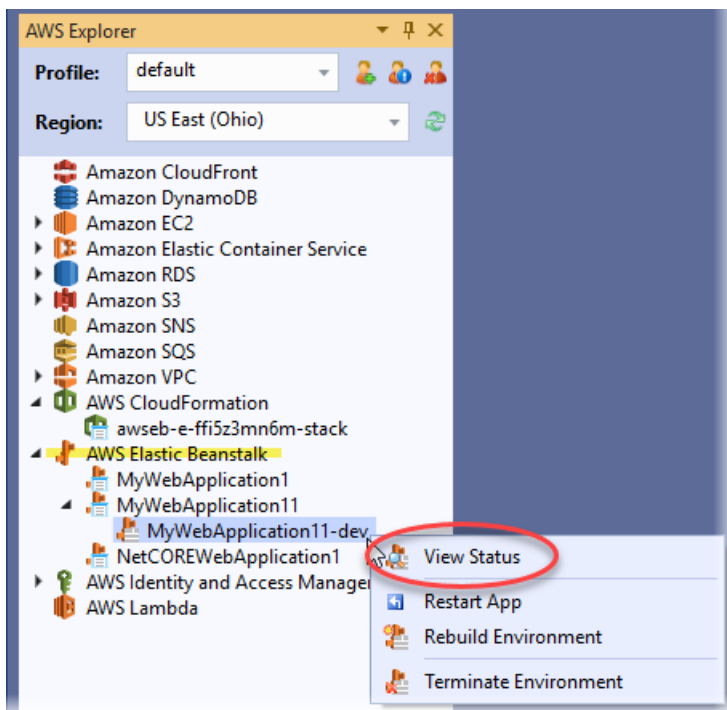 AWS Explorer
Profile: default
Region: US East (Ohio)
Amazon CloudFront
Amazon DynamoDB
Amazon EC2
Amazon Elastic Container Service
Amazon RDS
Amazon S3
Amazon SNS
Amazon SQS
Amazon VPC
AWS CloudFormation
awseb-e-ffi5z3mn6m-stack
AWS Elastic Beanstalk
MyWebApplication1
MyWebApplication11
MyWebApplication11-dev
NetCOREWebApplication1
AWS Identity and Access Manage
AWS Lambda
View Status
Restart App
Rebuild Environment
Terminate Environment